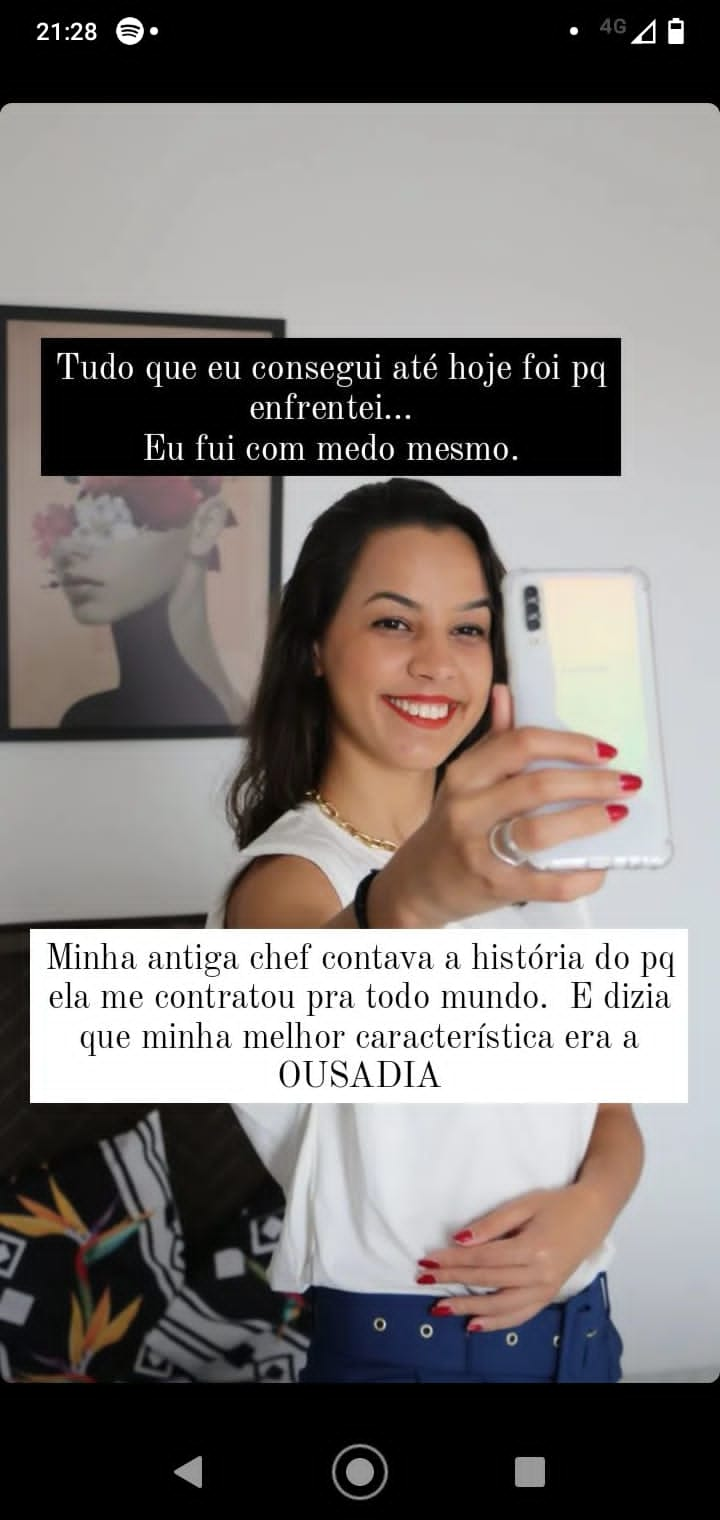 21:28
4G
Tudo que eu consegui até hoje foi pq
enfrentei...
Eu fui com medo mesmo.
Minha antiga chef contava a história do pq
ela me contratou pra todo mundo.  E dizia
que minha melhor característica era a
OUSADIA